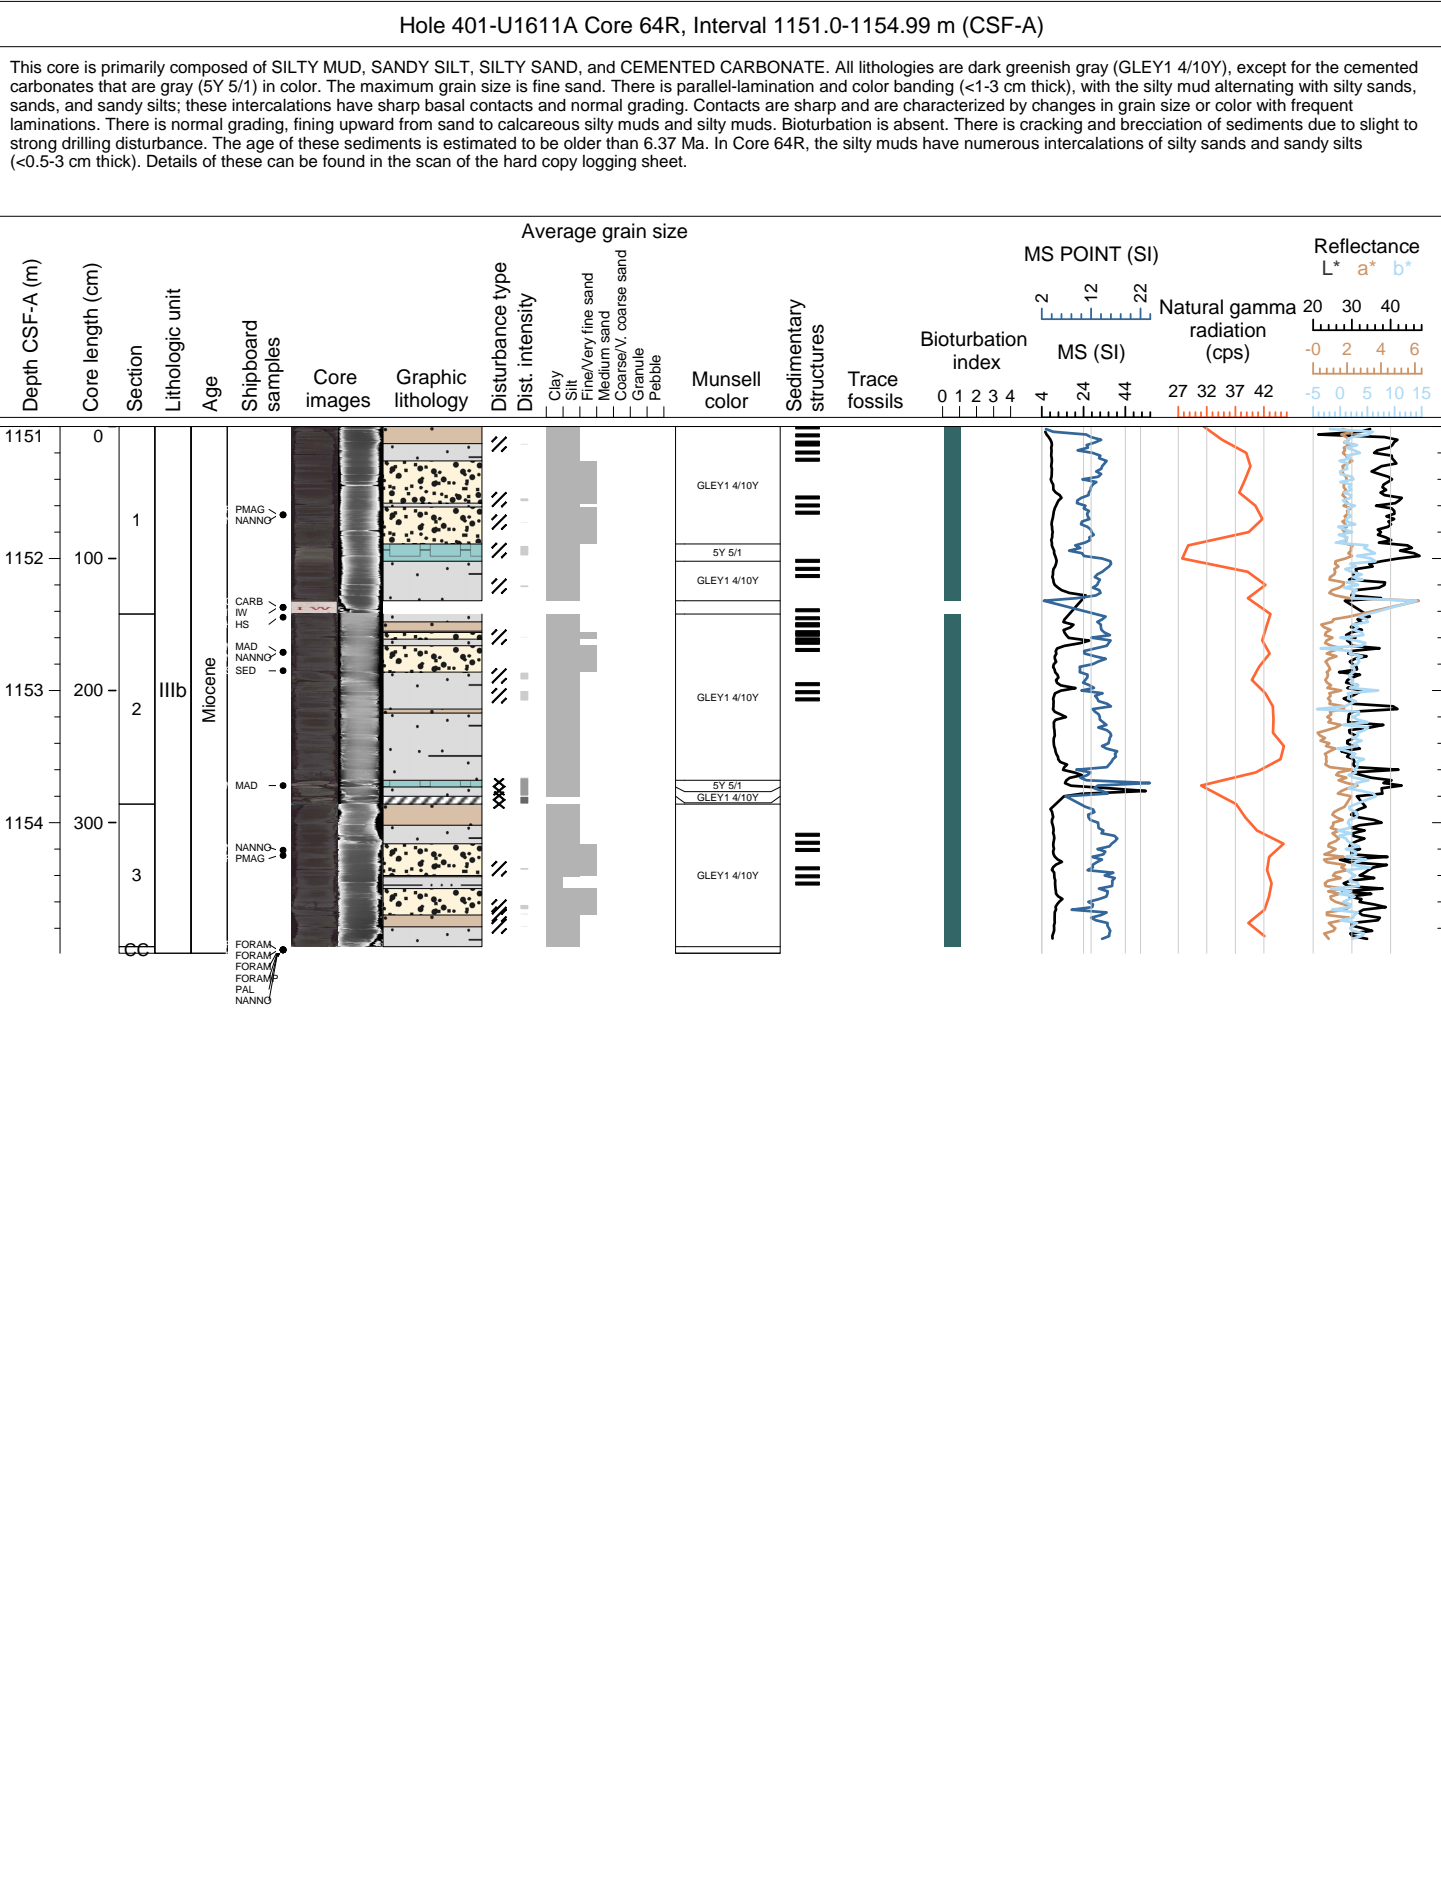 Hole 401-U1611A Core 64R, Interval 1151.0-1154.99 m (CSF-A)
This core is primarily composed of SILTY MUD, SANDY SILT, SILTY SAND, and CEMENTED CARBONATE. All lithologies are dark greenish gray (GLEY1 4/10Y), except for the cemented
carbonates that are gray (5Y 5/1) in color. The maximum grain size is fine sand. There is parallel-lamination and color banding (<1-3 cm thick), with the silty mud alternating with silty sands,
sands, and sandy silts; these intercalations have sharp basal contacts and normal grading. Contacts are sharp and are characterized by changes in grain size or color with frequent
laminations. There is normal grading, fining upward from sand to calcareous silty muds and silty muds. Bioturbation is absent. There is cracking and brecciation of sediments due to slight to
strong drilling disturbance. The age of these sediments is estimated to be older than 6.37 Ma. In Core 64R, the silty muds have numerous intercalations of silty sands and sandy silts
(<0.5-3 cm thick). Details of these can be found in the scan of the hard copy logging sheet.
Depth CSF-A (m)
Core length (cm)
Section
Lithologic unit
Age
Shipboard
samples
Core
images
Graphic
lithology
Disturbance type
Dist. intensity
Average grain size
Clay
Silt
Fine/Very fine sand
Medium sand
Coarse/V. coarse sand
Granule
Pebble
Munsell
color
Sedimentary
structures
Trace
fossils
Bioturbation
index
0 1 2 3 4
MS POINT (SI)
2 12 22
MS (SI)
4 24 44
Natural gamma
radiation
(cps)
27 32 37 42
Reflectance
L* a* b*
20 30 40
-0 2 4 6
-5 0 5 10 15
1151
1152
1153
1154
0
100
200
300
1
2
3
CC
IIIb
Miocene
PMAG
NANNO
CARB
IW
HS
MAD
NANNO
SED
MAD
NANNO
PMAG
FORAM
FORAM
FORAM
FORAMP
PAL
NANNO
I W
GLEY1 4/10Y
5Y 5/1
GLEY1 4/10Y
GLEY1 4/10Y
5Y 5/1
GLEY1 4/10Y
GLEY1 4/10Y